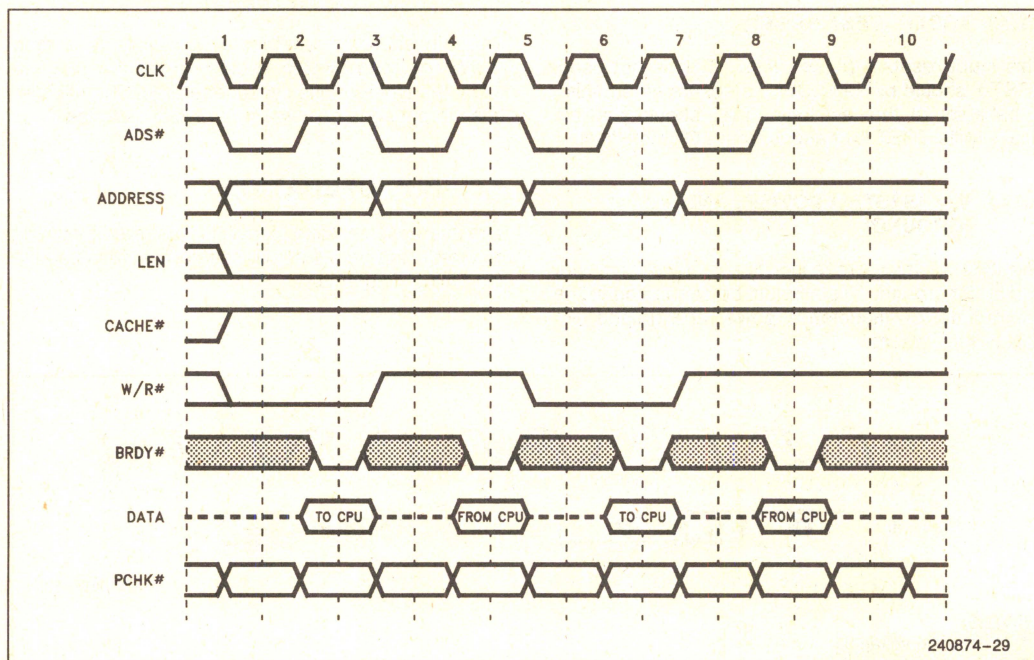 1 2 3 4 5 6 7 8 9 10
CLK
ADS#
ADDRESS
LEN
CACHE#
W/R#
BRDY#
DATA TO CPU FROM CPU TO CPU FROM CPU
PCHK#
240874-29